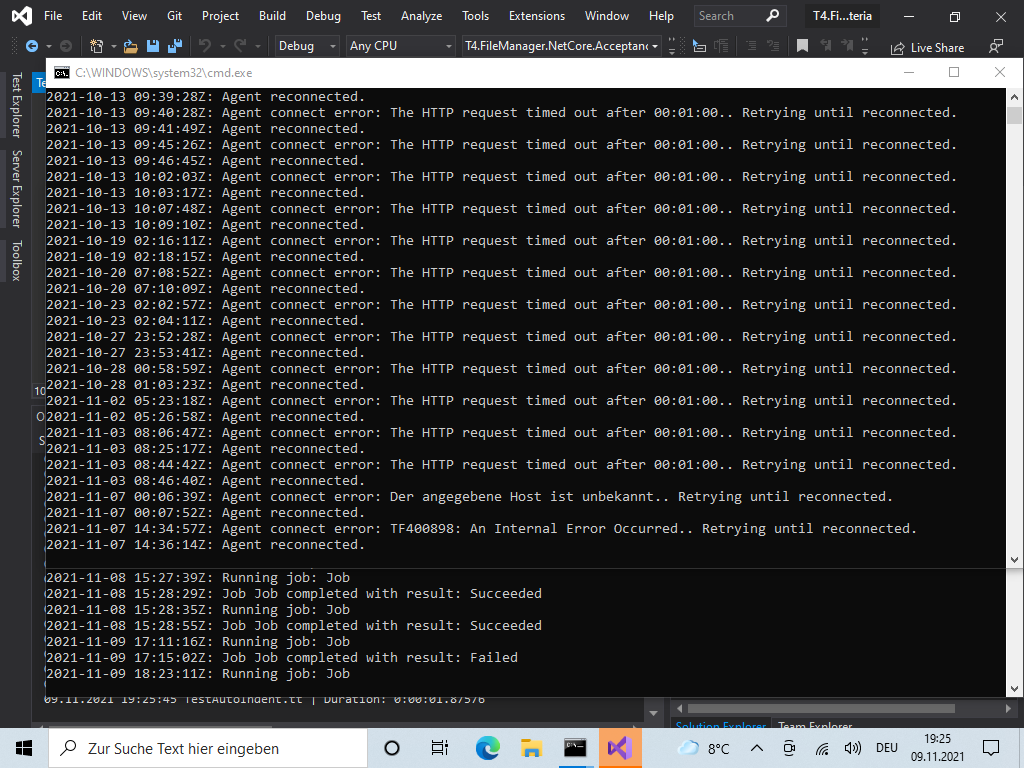 File Edit View Git Project Build Debug Test Analyze Tools Extensions Window Help Search T4.Fi...teria
Debug Any CPU T4.FileManager.NetCore.Acceptanc Live Share
Test Explorer
Server Explorer
Toolbox
Te
C:\WINDOWS\system32\cmd.exe
2021-10-13 09:39:28Z: Agent reconnected.
2021-10-13 09:40:28Z: Agent connect error: The HTTP request timed out after 00:01:00.. Retrying until reconnected.
2021-10-13 09:41:49Z: Agent reconnected.
2021-10-13 09:45:26Z: Agent connect error: The HTTP request timed out after 00:01:00.. Retrying until reconnected.
2021-10-13 09:46:45Z: Agent reconnected.
2021-10-13 10:02:03Z: Agent connect error: The HTTP request timed out after 00:01:00.. Retrying until reconnected.
2021-10-13 10:03:17Z: Agent reconnected.
2021-10-13 10:07:48Z: Agent connect error: The HTTP request timed out after 00:01:00.. Retrying until reconnected.
2021-10-13 10:09:10Z: Agent reconnected.
2021-10-19 02:16:11Z: Agent connect error: The HTTP request timed out after 00:01:00.. Retrying until reconnected.
2021-10-19 02:18:15Z: Agent reconnected.
2021-10-20 07:08:52Z: Agent connect error: The HTTP request timed out after 00:01:00.. Retrying until reconnected.
2021-10-20 07:10:09Z: Agent reconnected.
2021-10-23 02:02:57Z: Agent connect error: The HTTP request timed out after 00:01:00.. Retrying until reconnected.
2021-10-23 02:04:11Z: Agent reconnected.
2021-10-27 23:52:28Z: Agent connect error: The HTTP request timed out after 00:01:00.. Retrying until reconnected.
2021-10-27 23:53:41Z: Agent reconnected.
2021-10-28 00:58:59Z: Agent connect error: The HTTP request timed out after 00:01:00.. Retrying until reconnected.
2021-10-28 01:03:23Z: Agent reconnected.
2021-11-02 05:23:18Z: Agent connect error: The HTTP request timed out after 00:01:00.. Retrying until reconnected.
2021-11-02 05:26:58Z: Agent reconnected.
2021-11-03 08:06:47Z: Agent connect error: The HTTP request timed out after 00:01:00.. Retrying until reconnected.
2021-11-03 08:25:17Z: Agent reconnected.
2021-11-03 08:44:42Z: Agent connect error: The HTTP request timed out after 00:01:00.. Retrying until reconnected.
2021-11-03 08:46:40Z: Agent reconnected.
2021-11-07 00:06:39Z: Agent connect error: Der angegebene Host ist unbekannt.. Retrying until reconnected.
2021-11-07 00:07:52Z: Agent reconnected.
2021-11-07 14:34:57Z: Agent connect error: TF400898: An Internal Error Occurred.. Retrying until reconnected.
2021-11-07 14:36:14Z: Agent reconnected.
2021-11-08 15:27:39Z: Running job: Job
2021-11-08 15:28:29Z: Job Job completed with result: Succeeded
2021-11-08 15:28:35Z: Running job: Job
2021-11-08 15:28:55Z: Job Job completed with result: Succeeded
2021-11-09 17:11:16Z: Running job: Job
2021-11-09 17:15:02Z: Job Job completed with result: Failed
2021-11-09 18:23:11Z: Running job: Job
10
09.11.2021 19:25:45 TestAutoIndent.tt | Duration: 0:00:01.87576
Solution Explorer Team Explorer
Zur Suche Text hier eingeben
8°C DEU 19:25
09.11.2021